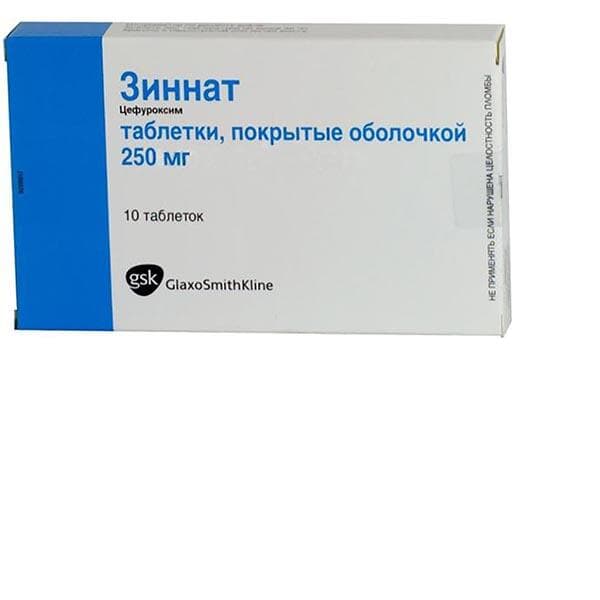 Зиннат
Цефуроксим
таблетки, покрытые оболочкой
250 мг
10 таблеток
gsk
GlaxoSmithKline
НЕ ПРИМЕНЯТЬ ЕСЛИ НАРУШЕНА ЦЕЛОСТНОСТЬ ПЛОМБЫ